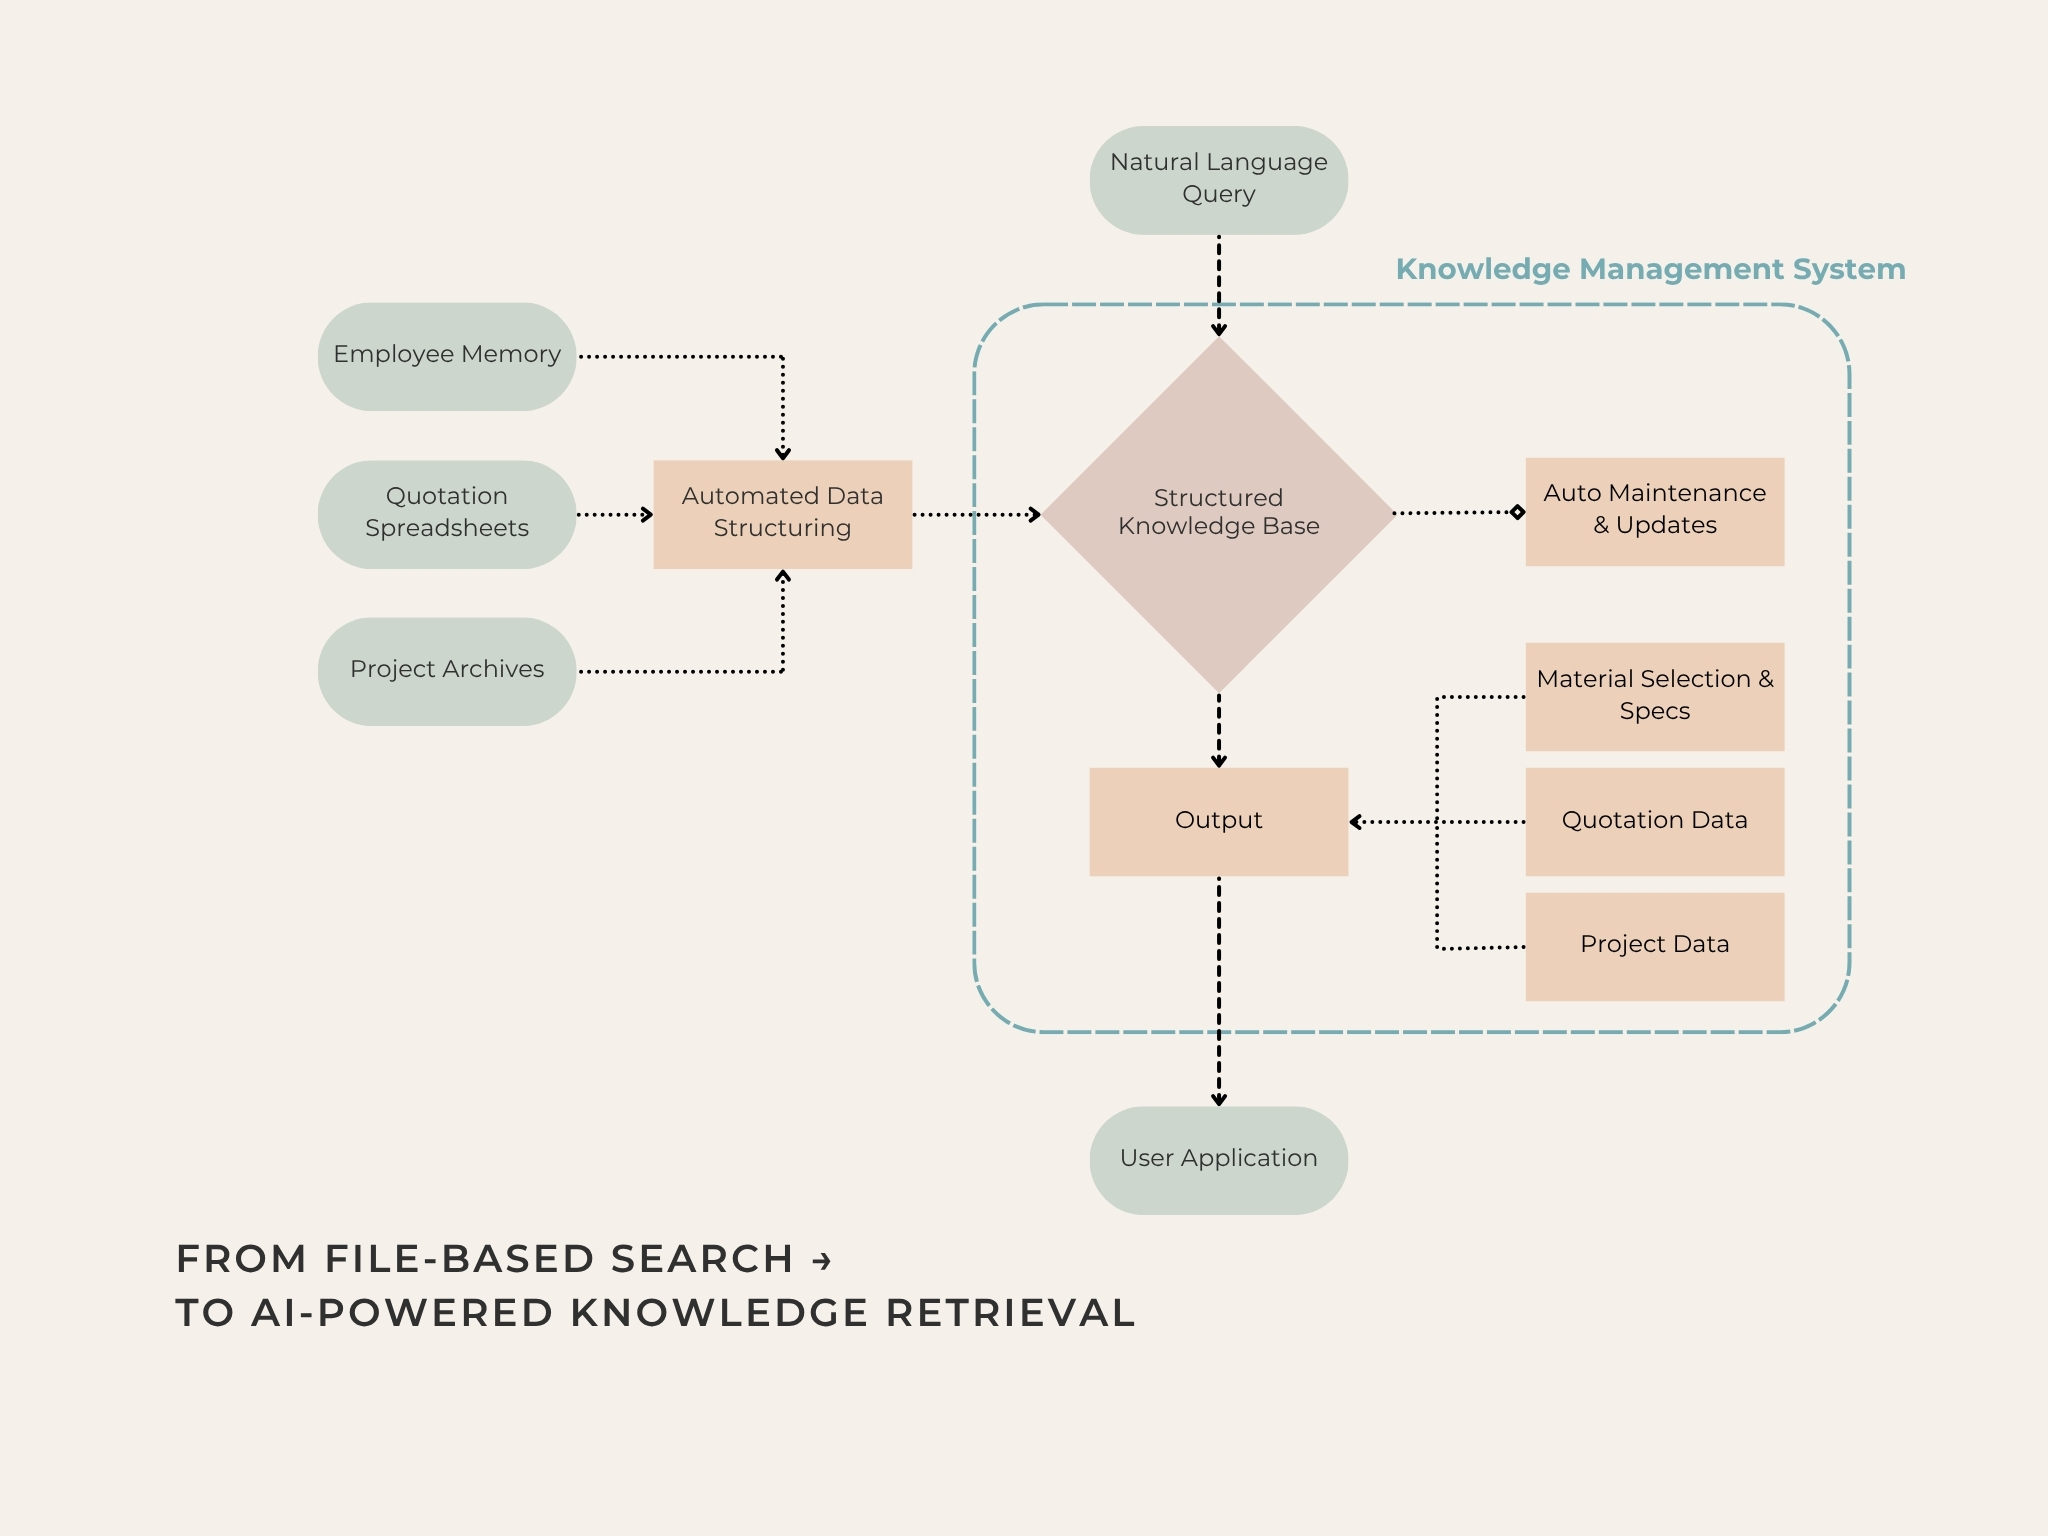 Natural Language
Query
Knowledge Management System
Employee Memory
Quotation
Spreadsheets
Project Archives
Automated Data
Structuring
Structured
Knowledge Base
Auto Maintenance
& Updates
Material Selection &
Specs
Output
Quotation Data
Project Data
User Application
FROM FILE-BASED SEARCH →
TO AI-POWERED KNOWLEDGE RETRIEVAL